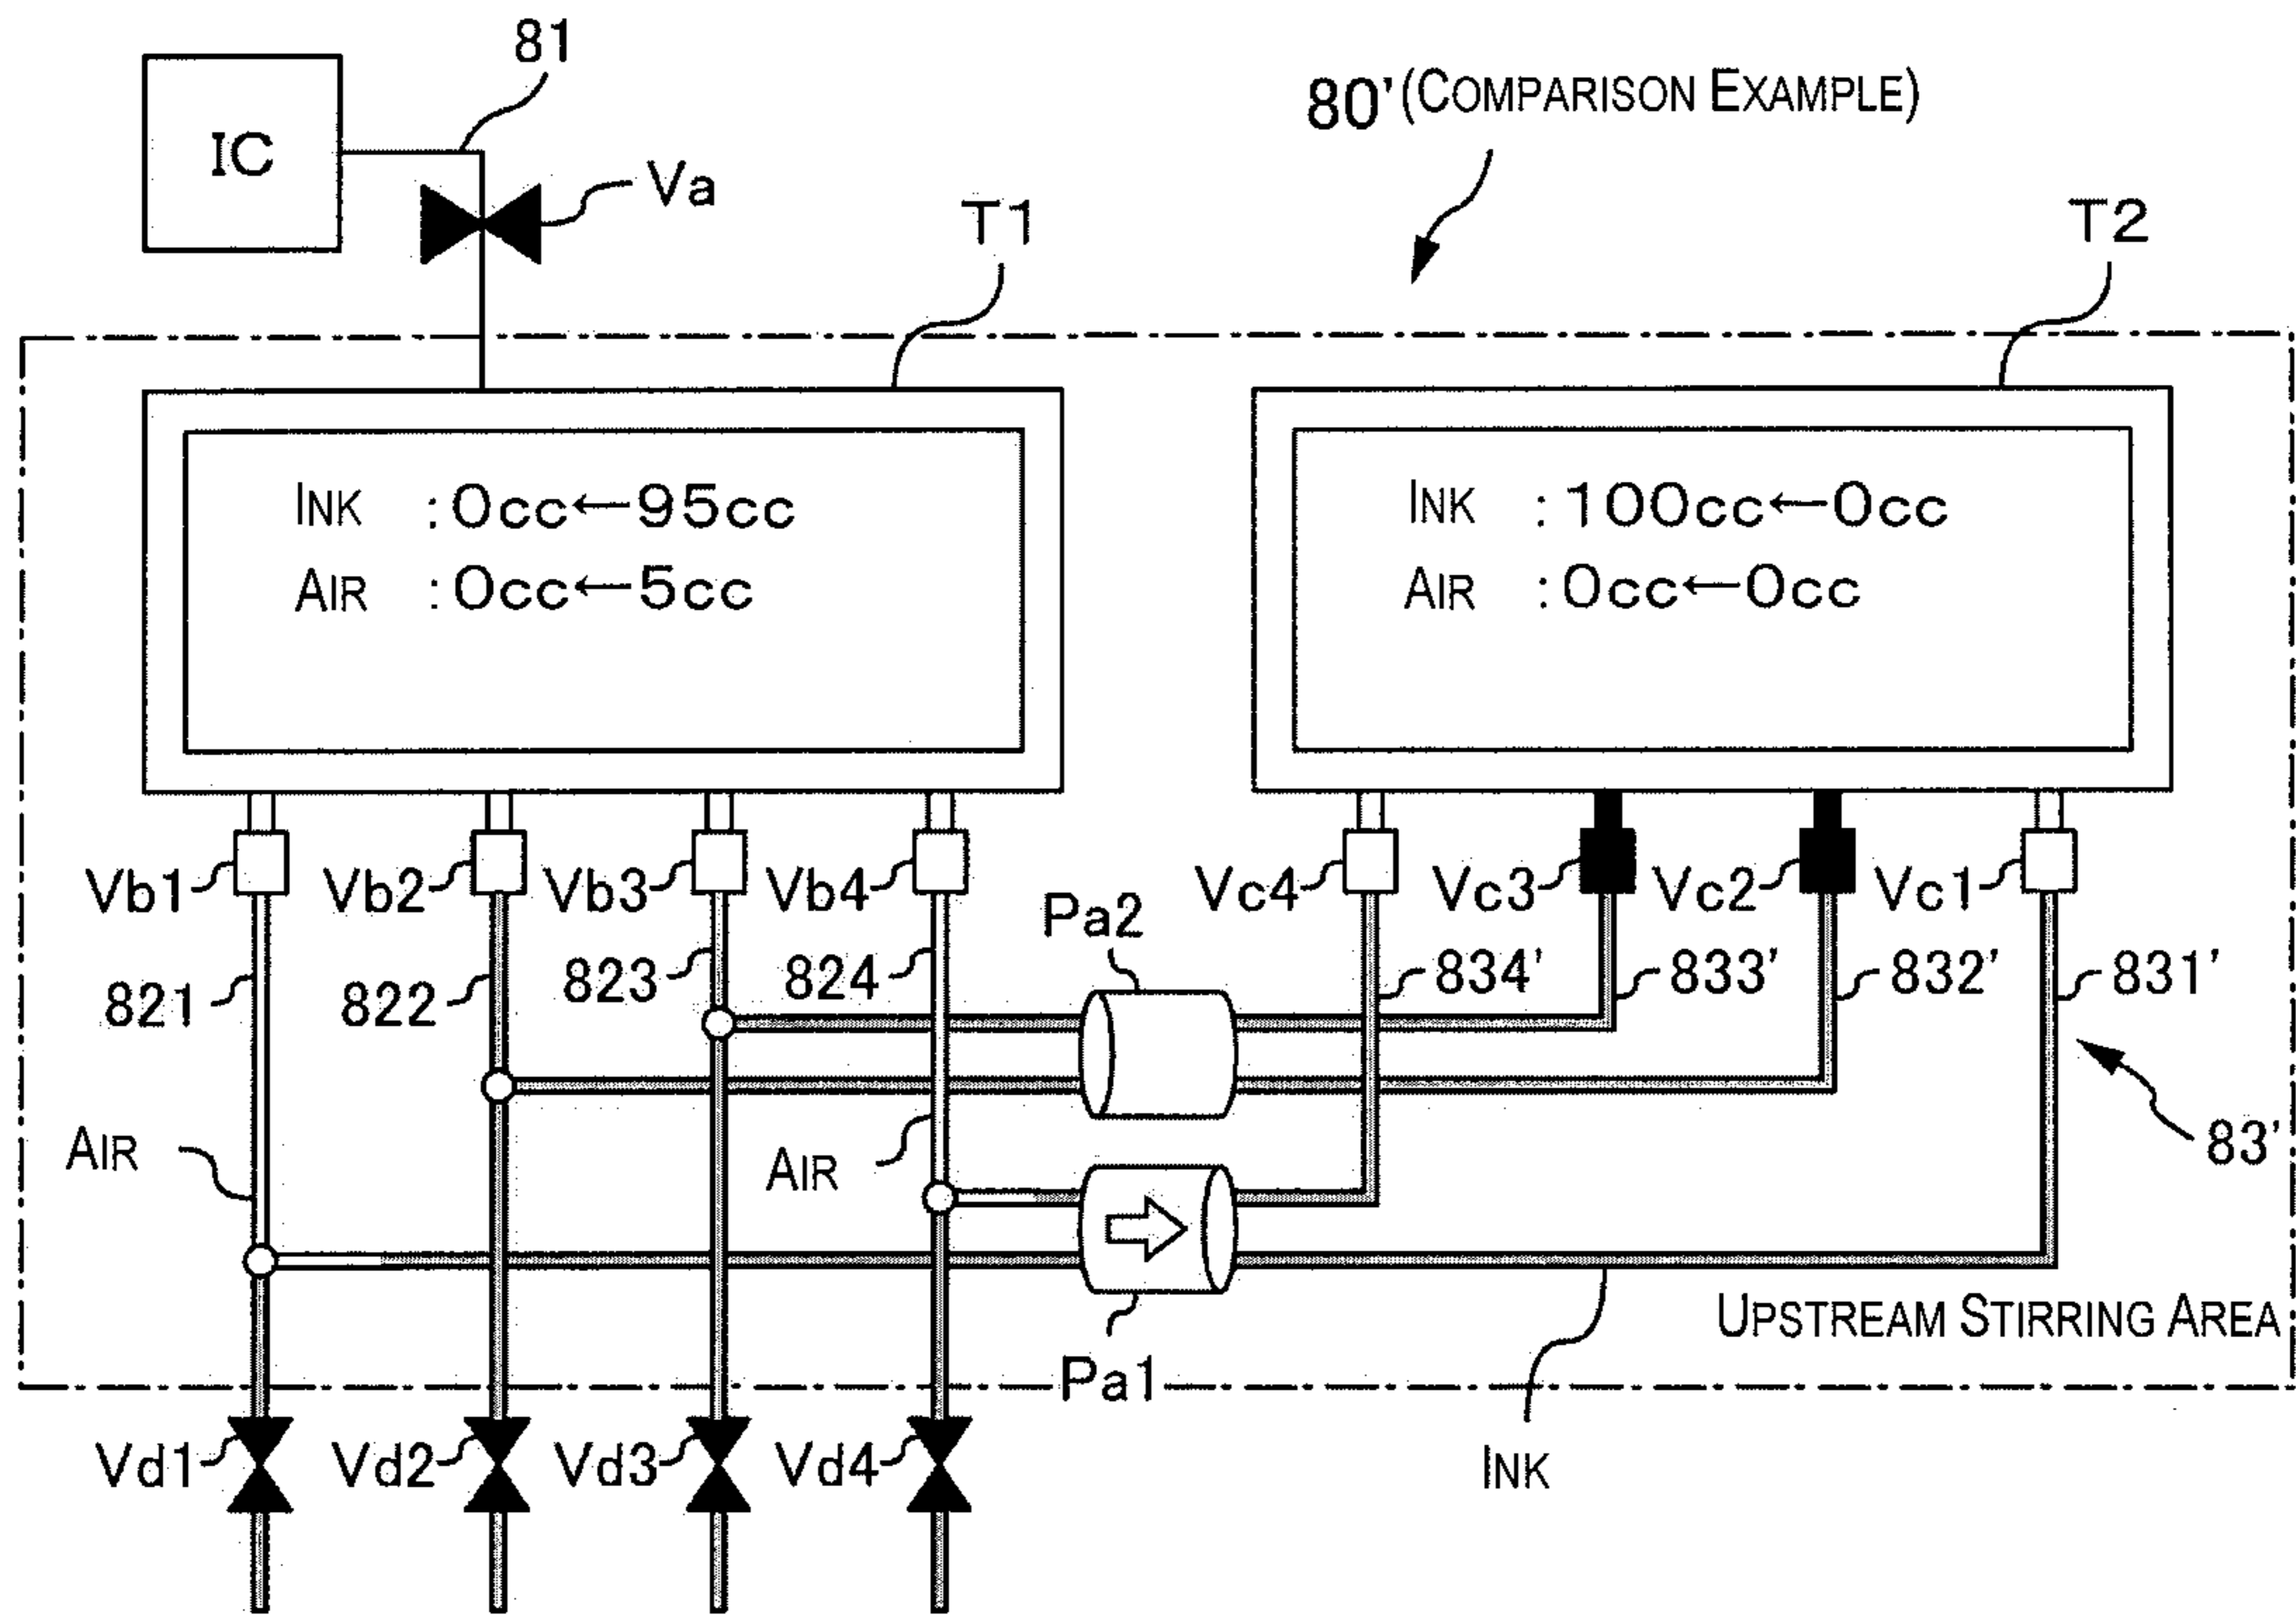 81
80' (COMPARISON EXAMPLE)
IC
Va
T1
T2
INK :0cc←95cc
AIR :0cc←5cc
INK :100cc←0cc
AIR :0cc←0cc
Vb1
Vb2
Vb3
Vb4
Vc4
Vc3
Vc2
Vc1
Pa2
821
822
823
824
834'
833'
832'
831'
AIR
AIR
83'
UPSTREAM STIRRING AREA
Pa1
Vd1
Vd2
Vd3
Vd4
INK